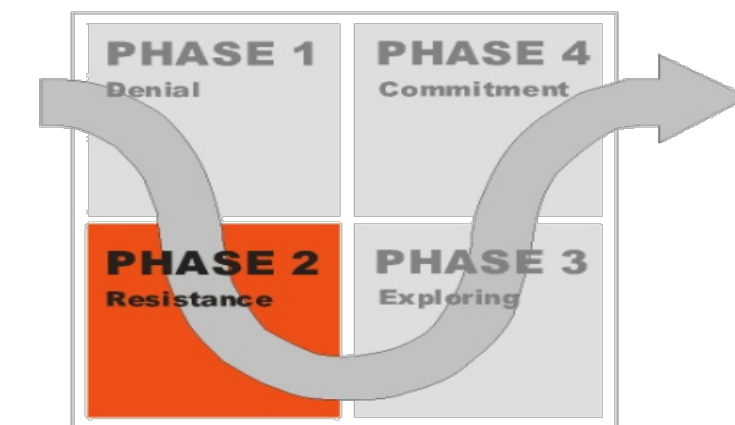 PHASE 1
Denial
PHASE 4
Commitment
PHASE 2
Resistance
PHASE 3
Exploring